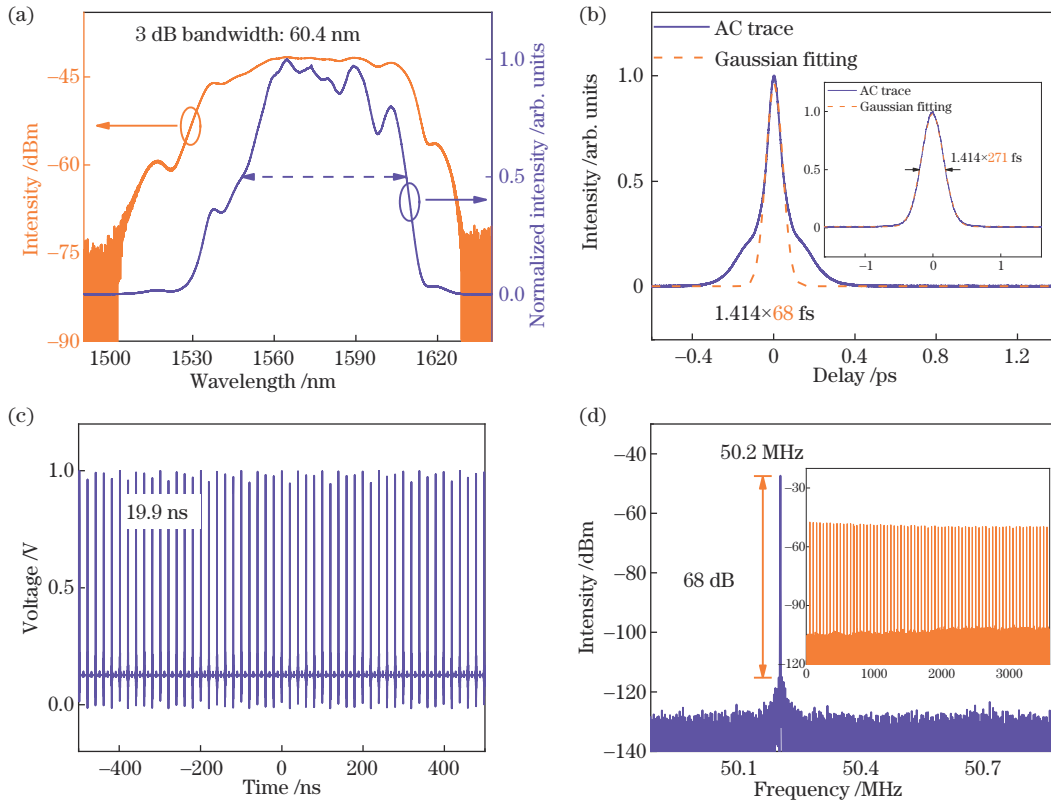 (a)
3 dB bandwidth: 60.4 nm
Intensity /dBm
−45
−60
−75
−90
1500
1530
1560
1590
1620
Wavelength /nm
1.0
0.5
0.0
Normalized intensity /arb. units
(b)
AC trace
Gaussian fitting
Intensity /arb. units
1.0
0.5
0
1.414×68 fs
−0.4
0
0.4
0.8
1.2
Delay /ps
AC trace
Gaussian fitting
1.0
0.5
0
1.414×271 fs
−1
0
1
(c)
Voltage /V
1.0
0.5
0.0
19.9 ns
−400
−200
0
200
400
Time /ns
(d)
Intensity /dBm
−40
−60
−80
−100
−120
−140
50.2 MHz
68 dB
50.1
50.4
50.7
Frequency /MHz
−30
−60
−90
−120
0
1000
2000
3000